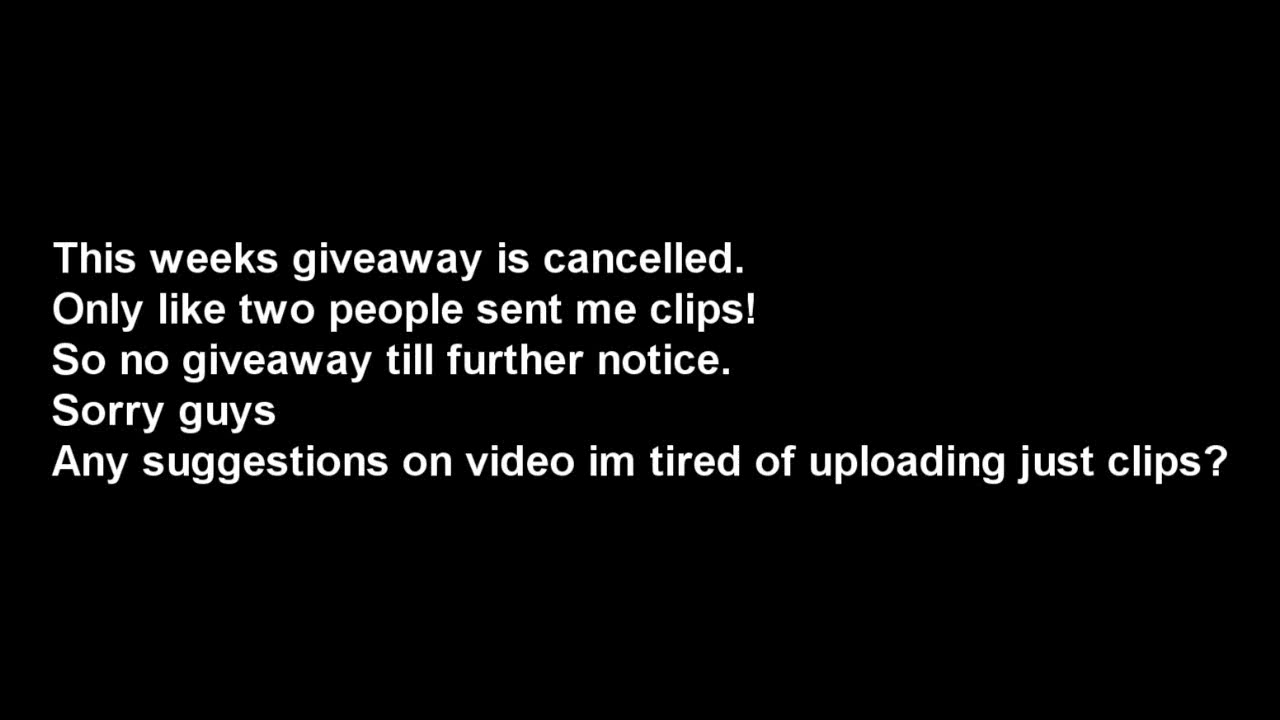 This weeks giveaway is cancelled.
Only like two people sent me clips!
So no giveaway till further notice.
Sorry guys
Any suggestions on video im tired of uploading just clips?